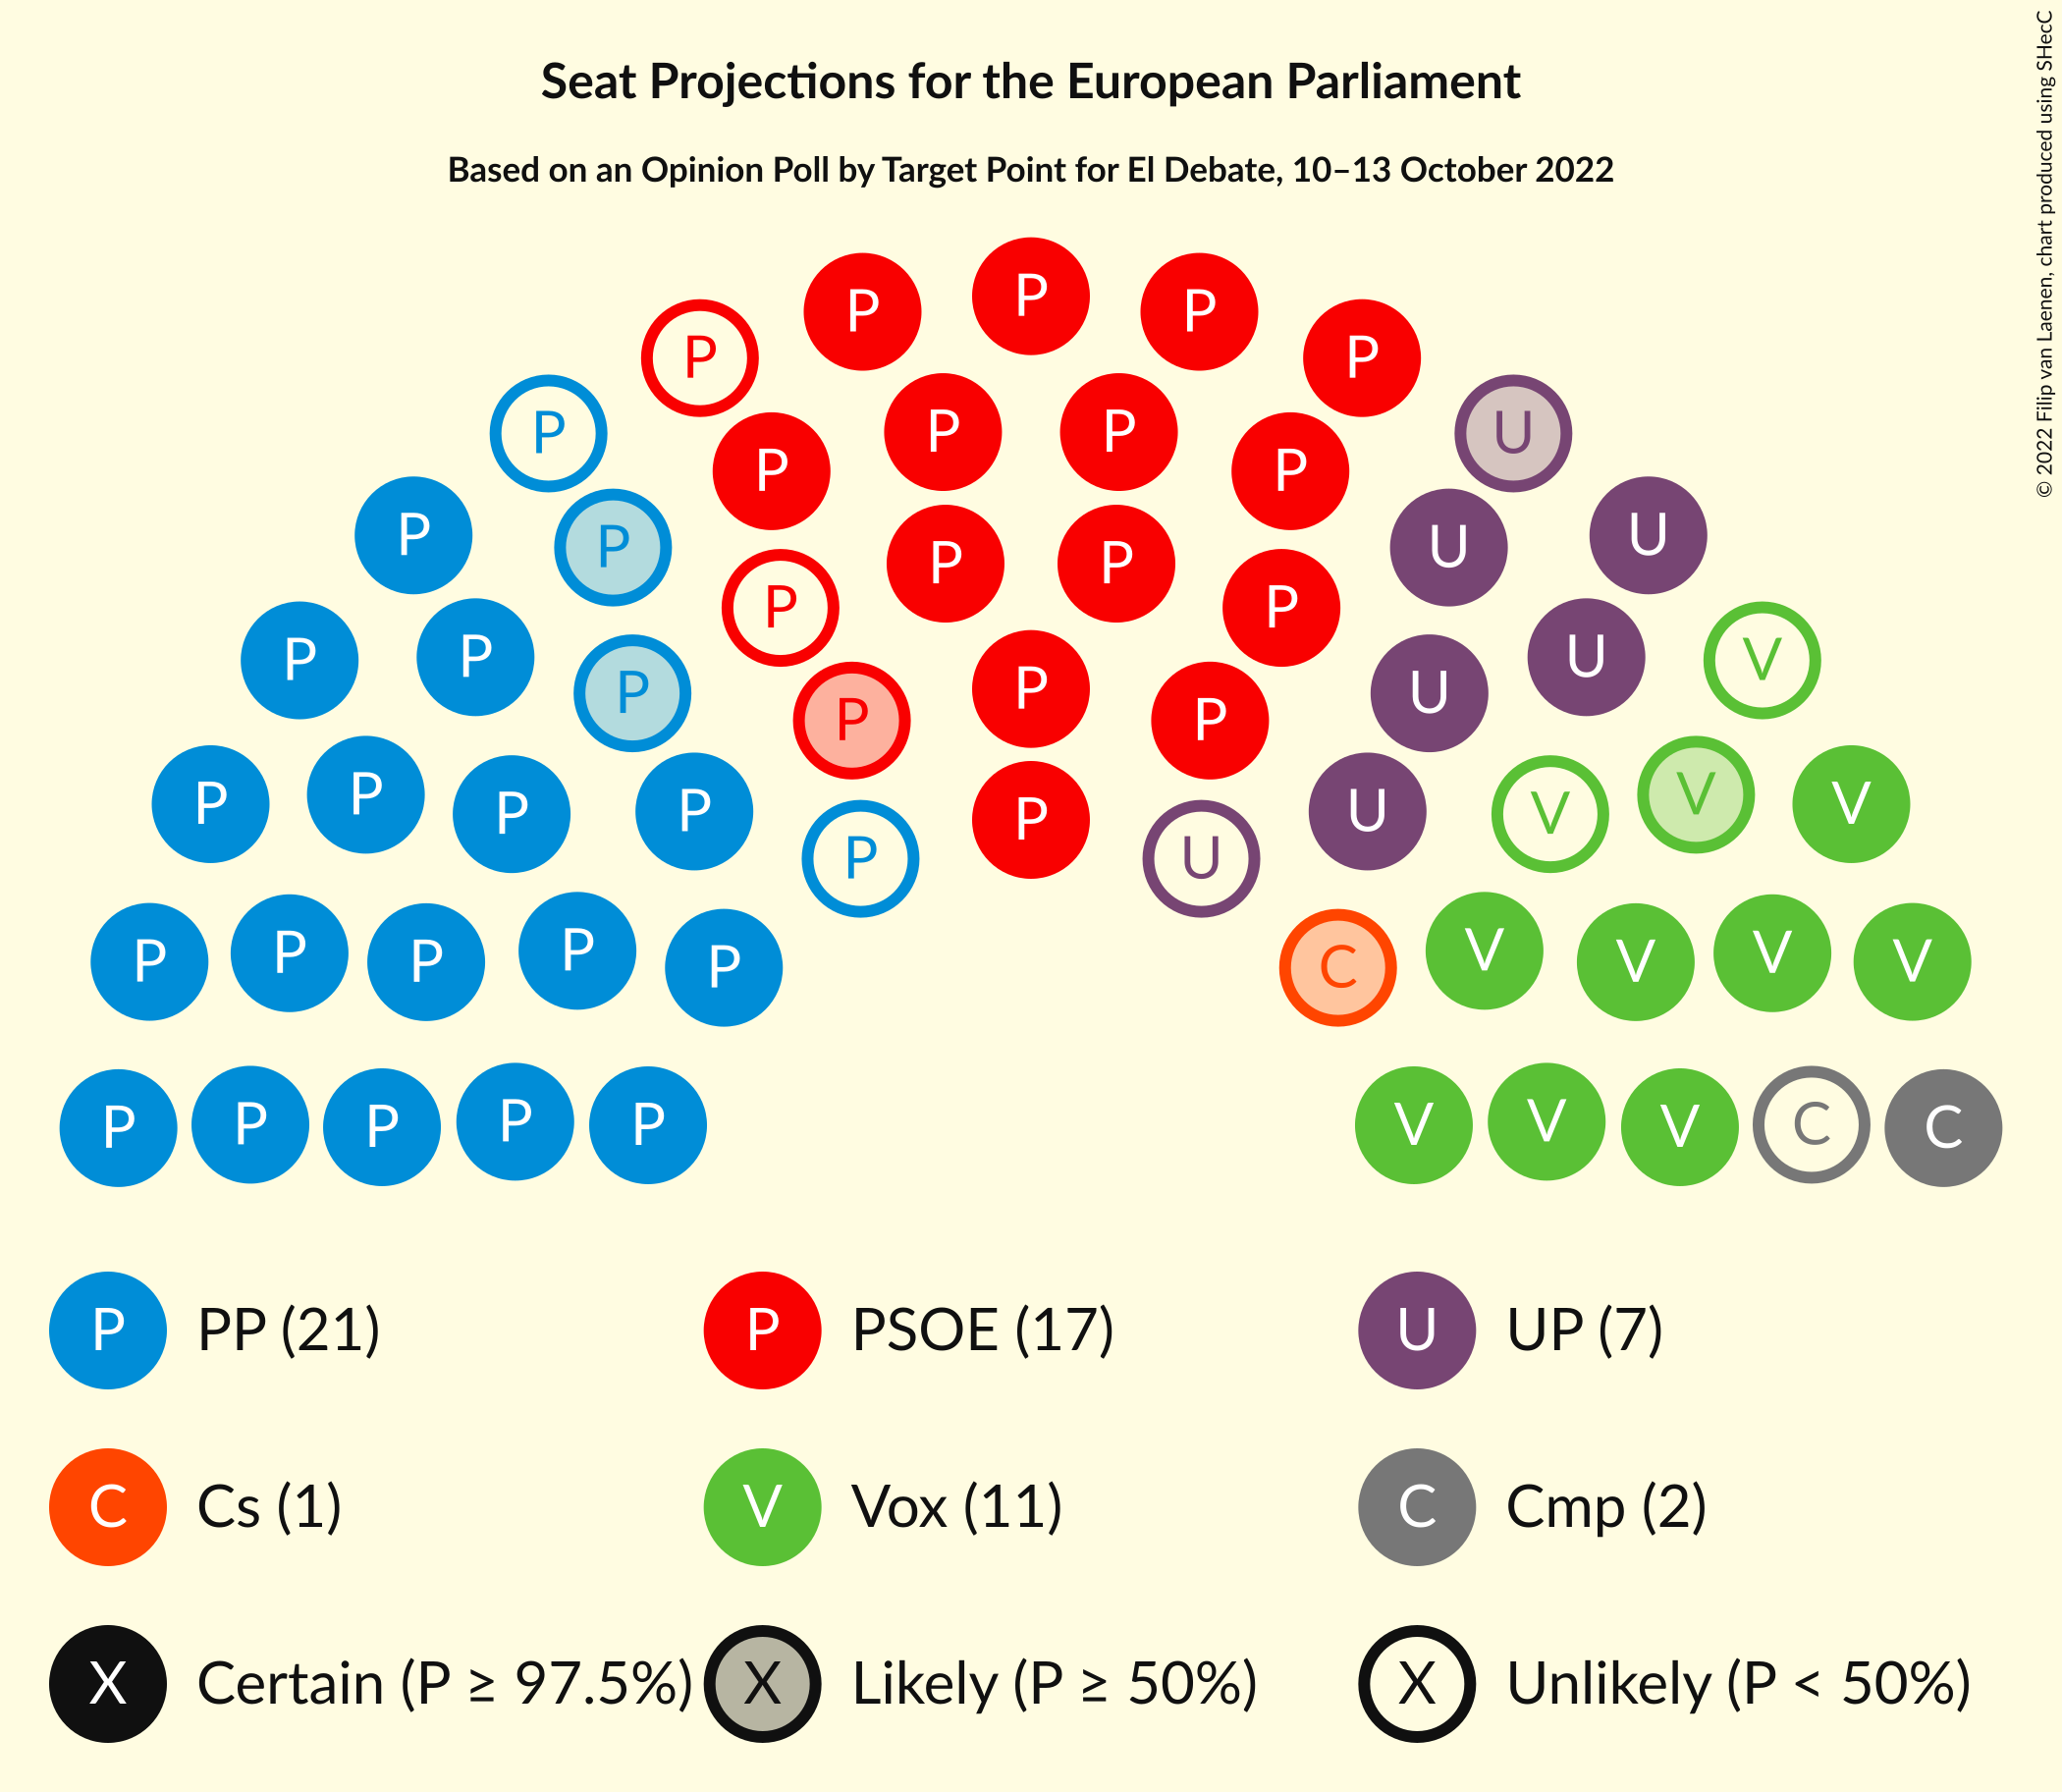 Seat Projections for the European Parliament
Based on an Opinion Poll by Target Point for El Debate, 10–13 October 2022
© 2022 Filip van Laenen, chart produced using SHecC
P
P P
P P
P P
U
P P
P P
P
P
P
U U
P P P
P P
P P
U U
V
P
P
P
P
U
P P P P
P
U
U
V V V
P
U
P P P P P
C
V V V V
P P P P P
V V V C C
P PP (21)
P PSOE (17)
U UP (7)
C Cs (1)
V Vox (11)
C Cmp (2)
X Certain (P ≥ 97.5%)
X Likely (P ≥ 50%)
X Unlikely (P < 50%)